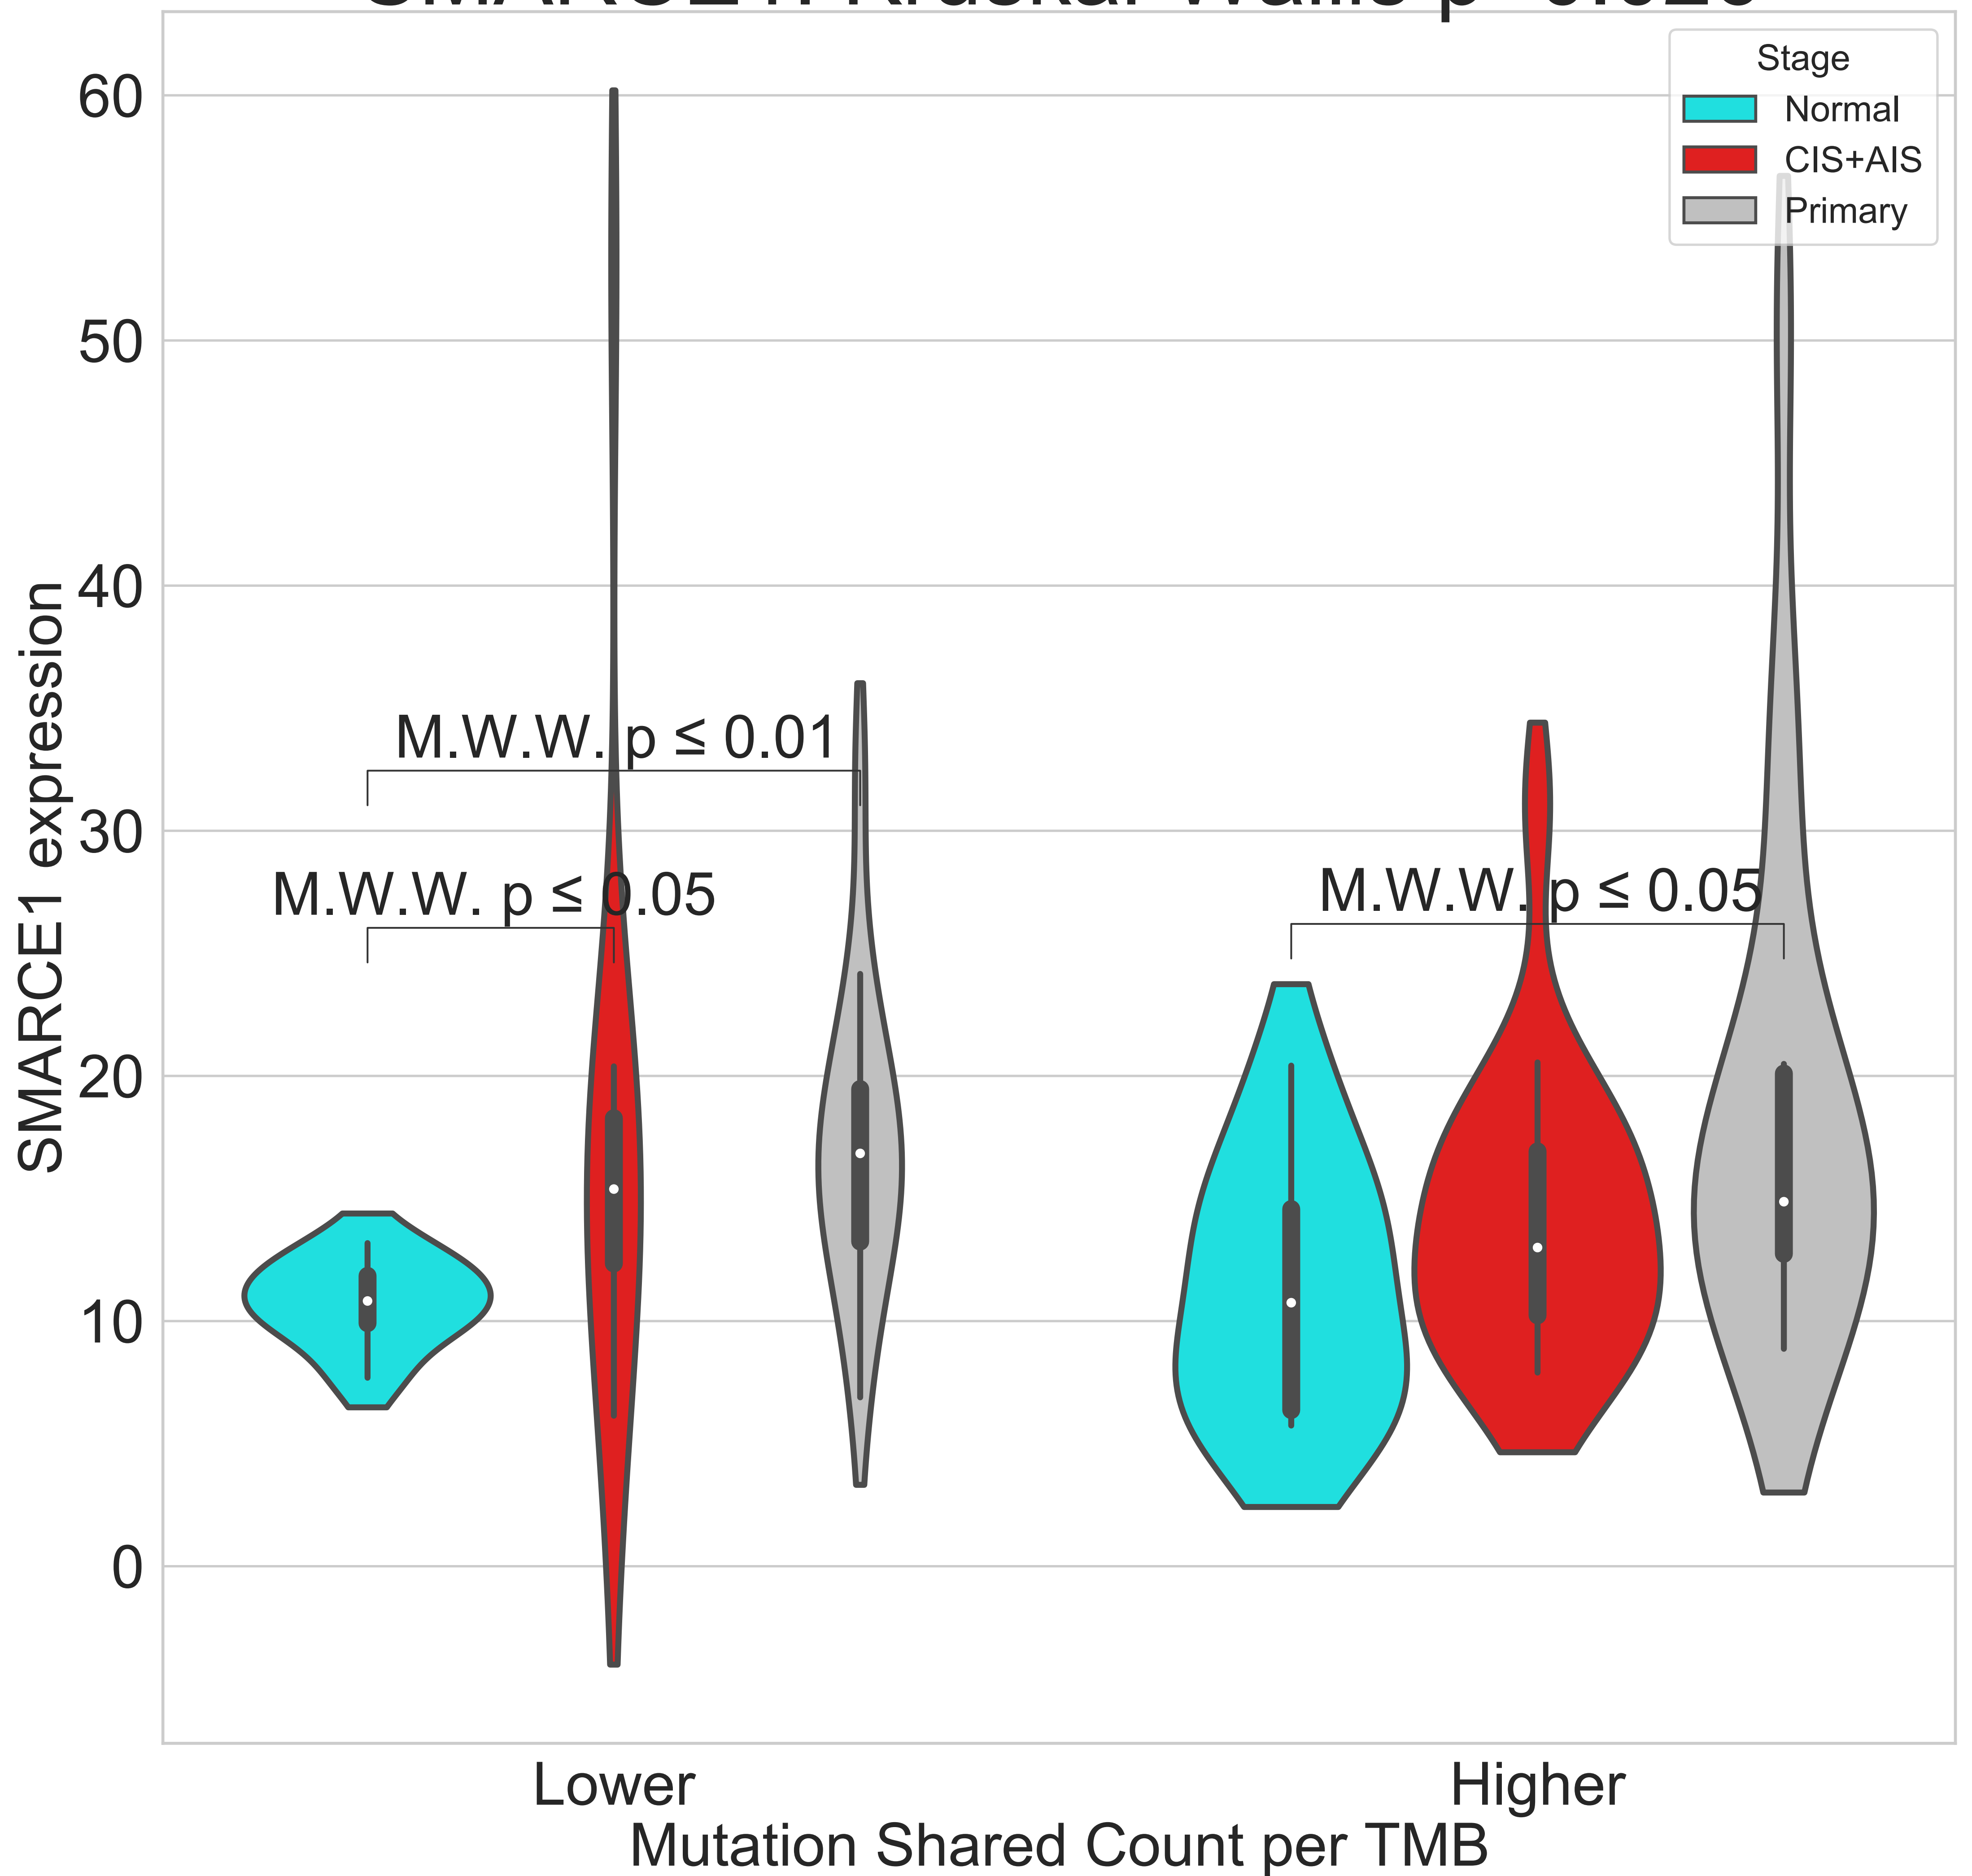 Stage
Normal
CIS+AIS
Primary
60
50
40
30
20
10
0
SMARCE1 expression
M.W.W. p ≤ 0.01
M.W.W. p ≤ 0.05
M.W.W. p ≤ 0.05
Lower
Higher
Mutation Shared Count per TMB